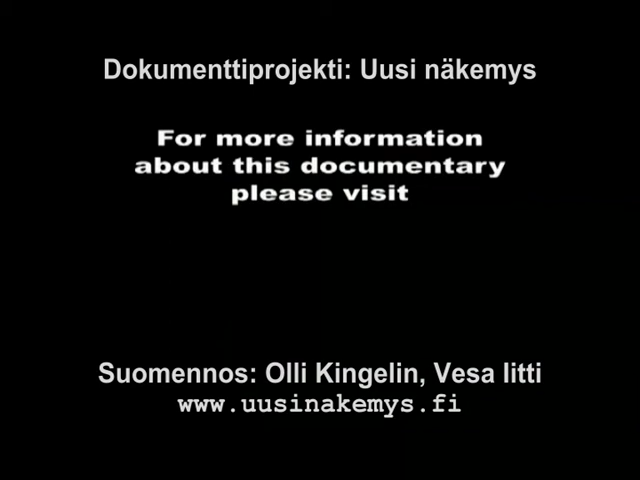 Dokumenttiprojekti: Uusi näkemys
For more information
about this documentary
please visit
Suomennos: Olli Kingelin, Vesa Iitti
www.uusinakemys.fi